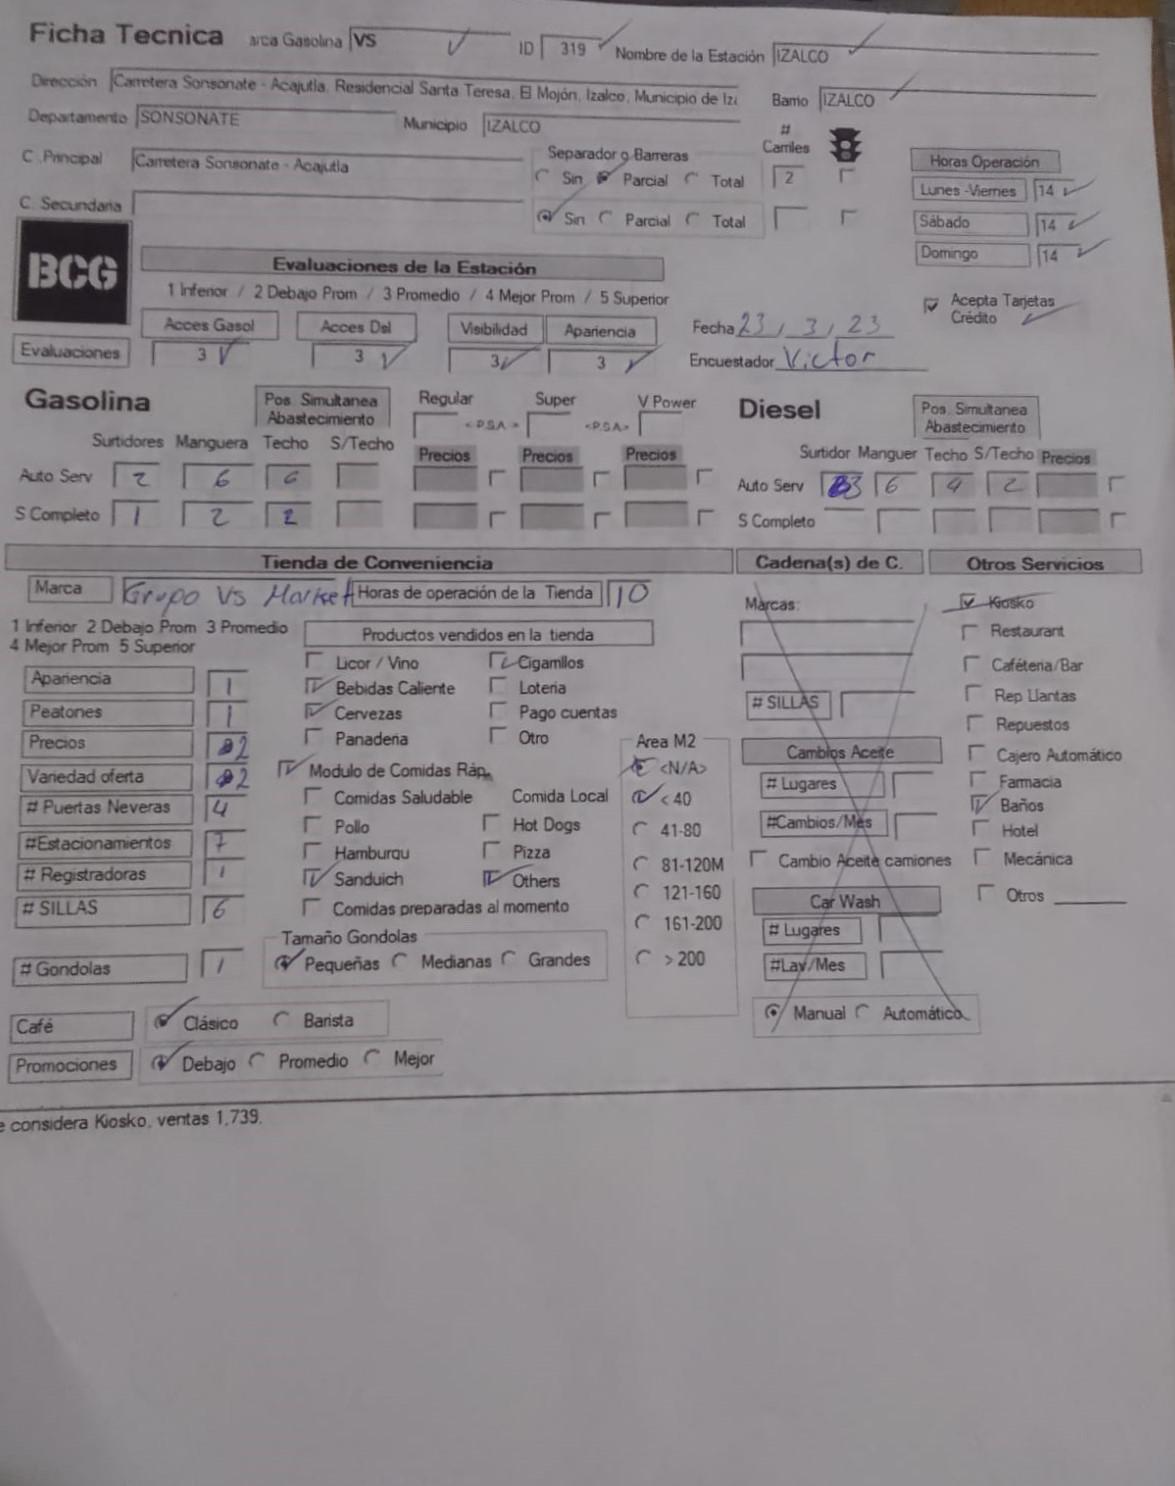 Ficha Tecnica arca Gasolina VS ID 319 Nombre de la Estación IZALCO
Dirección Carretera Sonsonate - Acajutla, Residencial Santa Teresa, El Mojón, Izalco, Municipio de Iza Barrio IZALCO
Departamento SONSONATE Municipio IZALCO
# Carriles
C .Principal Carretera Sonsonate - Acajutla Separador o Barreras Sin Parcial Total 2
Horas Operación
Lunes -Viernes 14
C. Secundaria Sin Parcial Total
Sábado 14
Domingo 14
BCG
Evaluaciones de la Estación
1 Inferior / 2 Debajo Prom / 3 Promedio / 4 Mejor Prom / 5 Superior
Acepta Tarjetas Crédito
Acces Gasol Acces Dsl Visibilidad Apariencia Fecha 23 / 3 / 23
Evaluaciones 3 3 3 3 Encuestador Victor
Gasolina Pos. Simultanea Abastecimiento Regular <P.S.A.> Super <P.S.A> V Power Diesel Pos. Simultanea Abastecimiento
Surtidores Manguera Techo S/Techo Precios Precios Precios Surtidor Manguer Techo S/Techo Precios
Auto Serv 2 6 Auto Serv 3 6 4 2
S Completo 1 2 2 S Completo
Tienda de Conveniencia Cadena(s) de C. Otros Servicios
Marca Grupo VS Market Horas de operación de la Tienda 10 Marcas: Kiosko
1 Inferior 2 Debajo Prom 3 Promedio
4 Mejor Prom 5 Superior
Productos vendidos en la tienda Restaurant
Apariencia 1 Licor / Vino Cigarrillos Caféteria/Bar
Bebidas Caliente Loteria # SILLAS Rep Llantas
Peatones 1 Cervezas Pago cuentas Repuestos
Precios 2 Panaderia Otro Area M2 Cambios Aceite Cajero Automático
Variedad oferta 2 Modulo de Comidas Ráp. <N/A> # Lugares Farmacia
# Puertas Neveras 4 Comidas Saludable Comida Local < 40 Baños
#Estacionamientos 7 Pollo Hot Dogs 41-80 #Cambios/Mes Hotel
# Registradoras 1 Hamburqu Pizza 81-120M Cambio Aceite camiones Mecánica
# SILLAS 6 Sanduich Others 121-160 Car Wash Otros
Comidas preparadas al momento 161-200 # Lugares
# Gondolas 1 Tamaño Gondolas Pequeñas Medianas Grandes > 200 #Lav/Mes
Café Clásico Barista Manual Automático
Promociones Debajo Promedio Mejor
e considera Kiosko, ventas 1,739.